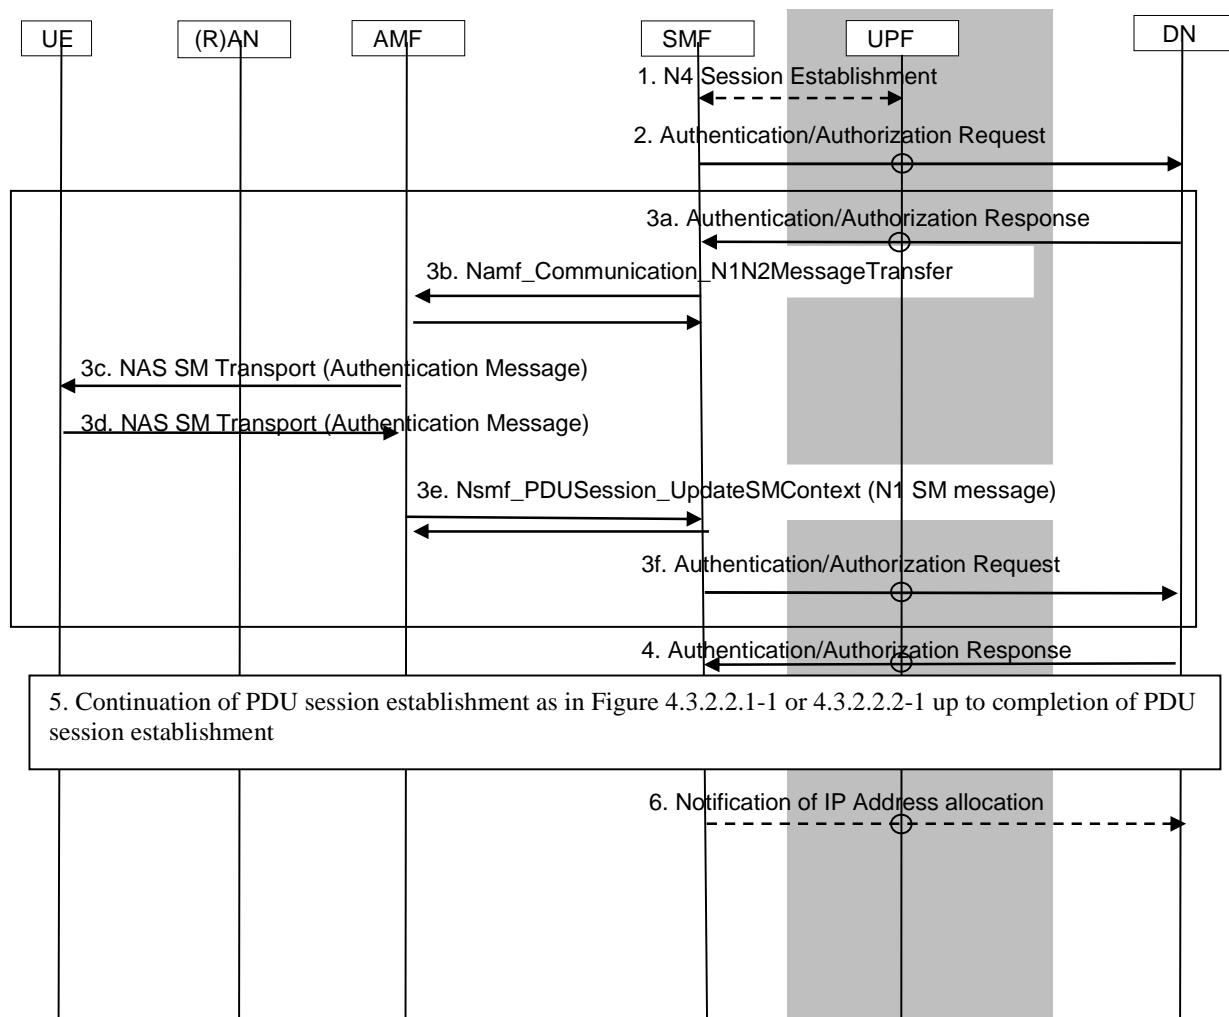 UE
(R)AN
AMF
SMF
UPF
DN
1. N4 Session Establishment
2. Authentication/Authorization Request
3a. Authentication/Authorization Response
3b. Namf_Communication_N1N2MessageTransfer
3c. NAS SM Transport (Authentication Message)
3d. NAS SM Transport (Authentication Message)
3e. Nsmf_PDUSession_UpdateSMContext (N1 SM message)
3f. Authentication/Authorization Request
4. Authentication/Authorization Response
5. Continuation of PDU session establishment as in Figure 4.3.2.2.1-1 or 4.3.2.2.2-1 up to completion of PDU
session establishment
6. Notification of IP Address allocation